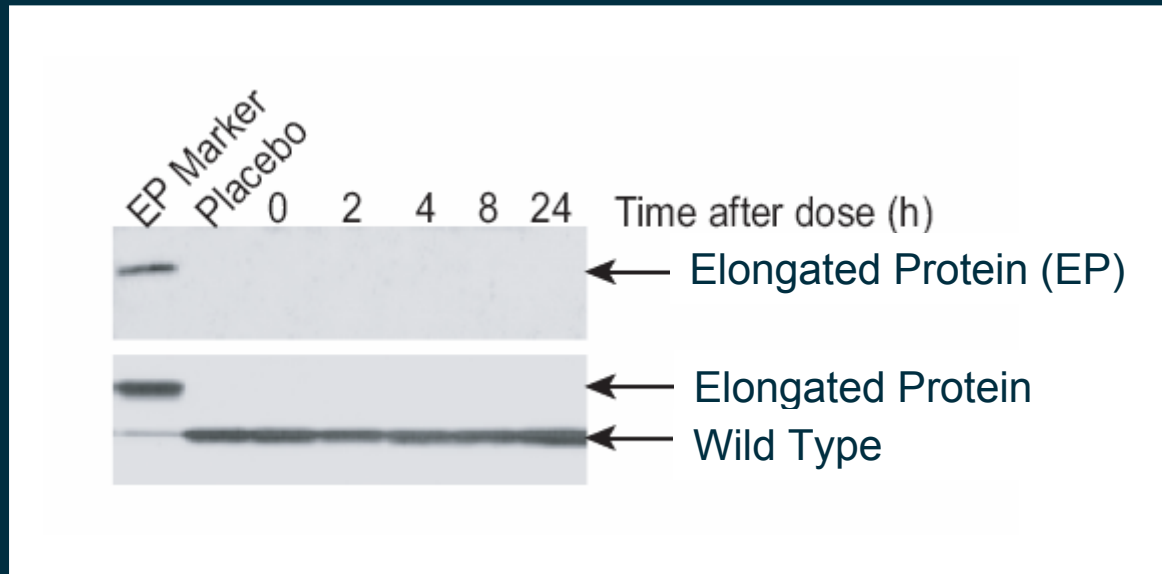 EP Marker
Placebo
0 2 4 8 24 Time after dose (h)
Elongated Protein (EP)
Elongated Protein
Wild Type